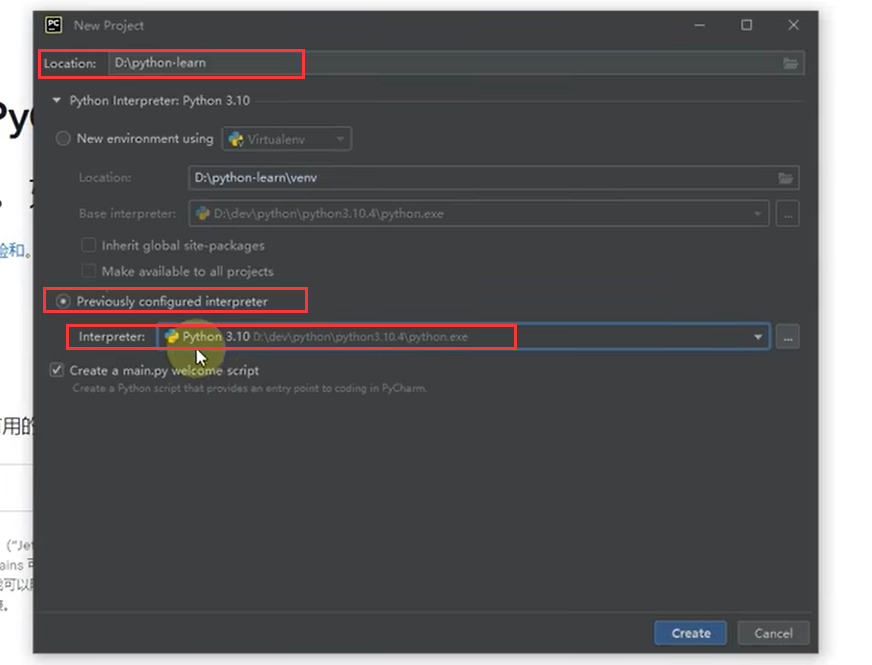 PC New Project
Location: D:\python-learn
Python Interpreter: Python 3.10
New environment using Virtualenv
Location: D:\python-learn\venv
Base interpreter: D:\dev\python\python3.10.4\python.exe ...
Inherit global site-packages
Make available to all projects
Previously configured interpreter
Interpreter: Python 3.10 D:\dev\python\python3.10.4\python.exe ...
Create a main.py welcome script
Create a Python script that provides an entry point to coding in PyCharm.
Create Cancel
PyC
验和。
用的
("Jet
ains 可
可以